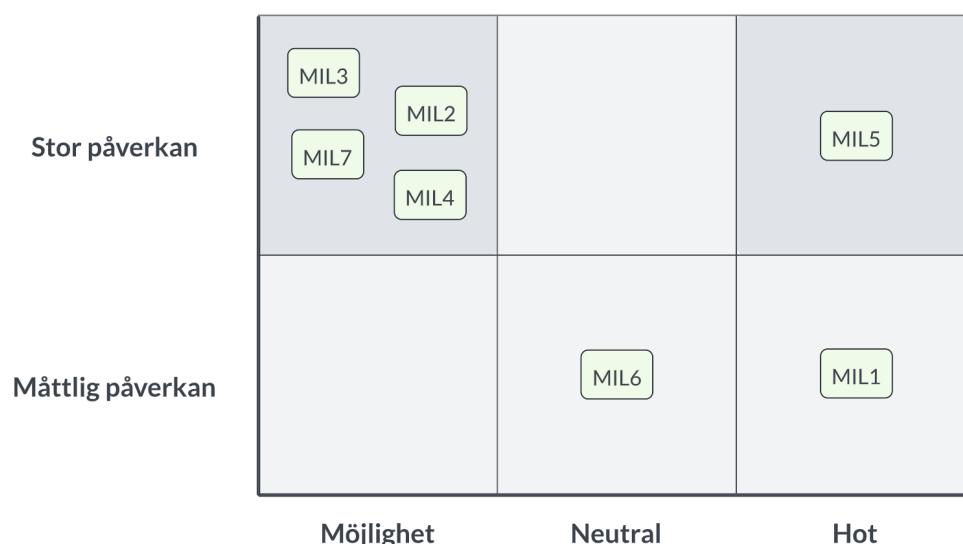 MIL3
MIL2
MIL5
Stor påverkan
MIL7
MIL4
MIL6
MIL1
Måttlig påverkan
Möjlighet
Neutral
Hot